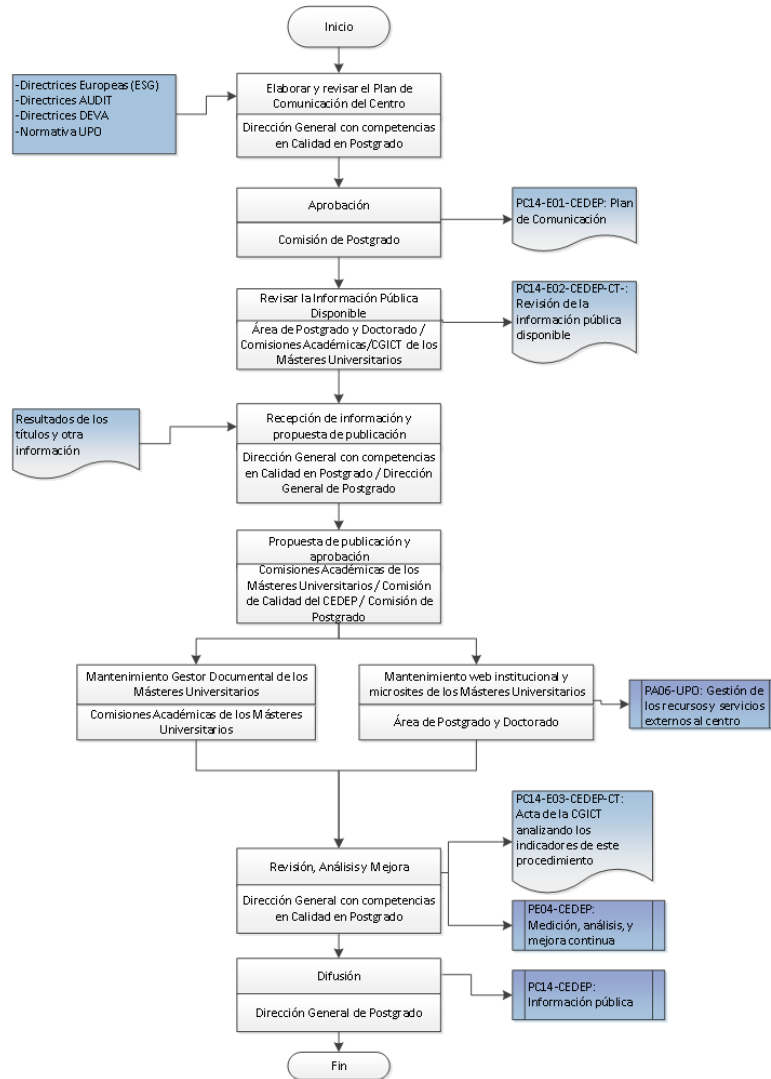 Inicio
-Directrices Europeas (ESG)
-Directrices AUDIT
-Directrices DEVA
-Normativa UPO
Elaborar y revisar el Plan de
Comunicación del Centro
Dirección General con competencias
en Calidad en Postgrado
Aprobación
Comisión de Postgrado
PC14-E01-CEDEP: Plan
de Comunicación
Revisar la Información Pública
Disponible
Área de Postgrado y Doctorado /
Comisiones Académicas/CGICT de los
Másteres Universitarios
PC14-E02-CEDEP-CT-:
Revisión de la
información pública
disponible
Resultados de los
títulos y otra
información
Recepción de información y
propuesta de publicación
Dirección General con competencias
en Calidad en Postgrado / Dirección
General de Postgrado
Propuesta de publicación y
aprobación
Comisiones Académicas de los
Másteres Universitarios / Comisión
de Calidad del CEDEP / Comisión de
Postgrado
Mantenimiento Gestor Documental de los
Másteres Universitarios
Comisiones Académicas de los Másteres
Universitarios
Mantenimiento web institucional y
microsites de los Másteres Universitarios
Área de Postgrado y Doctorado
PA06-UPO: Gestión de
los recursos y servicios
externos al centro
Revisión, Análisis y Mejora
Dirección General con competencias
en Calidad en Postgrado
PC14-E03-CEDEP-CT:
Acta de la CGICT
analizando los
indicadores de este
procedimiento
PE04-CEDEP:
Medición, análisis, y
mejora continua
Difusión
Dirección General de Postgrado
PC14-CEDEP:
Información pública
Fin